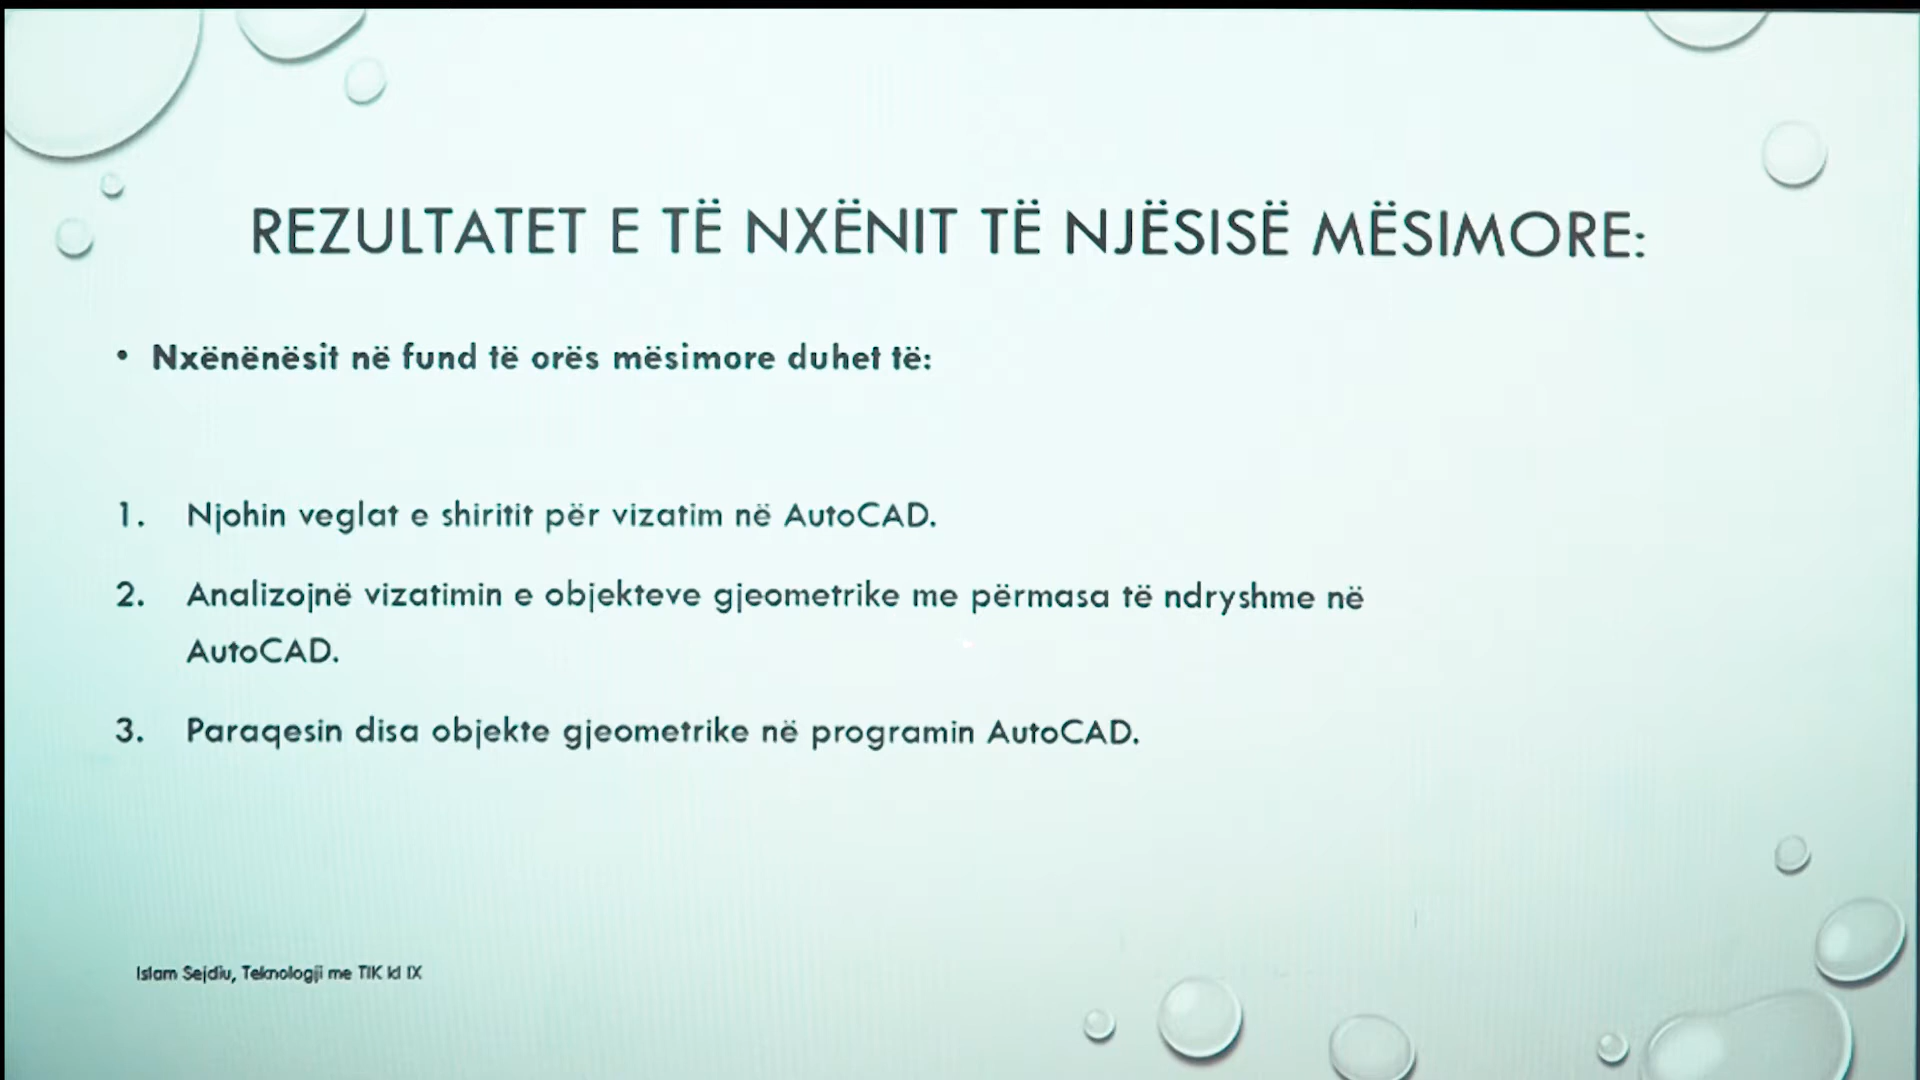 REZULTATET E TË NXËNIT TË NJËSISË MËSIMORE:
• Nxënënësit në fund të orës mësimore duhet të:
1. Njohin veglat e shiritit për vizatim në AutoCAD.
2. Analizojnë vizatimin e objekteve gjeometrike me përmasa të ndryshme në
AutoCAD.
3. Paraqesin disa objekte gjeometrike në programin AutoCAD.
Islam Sejdiu, Teknologji me TIK kl IX